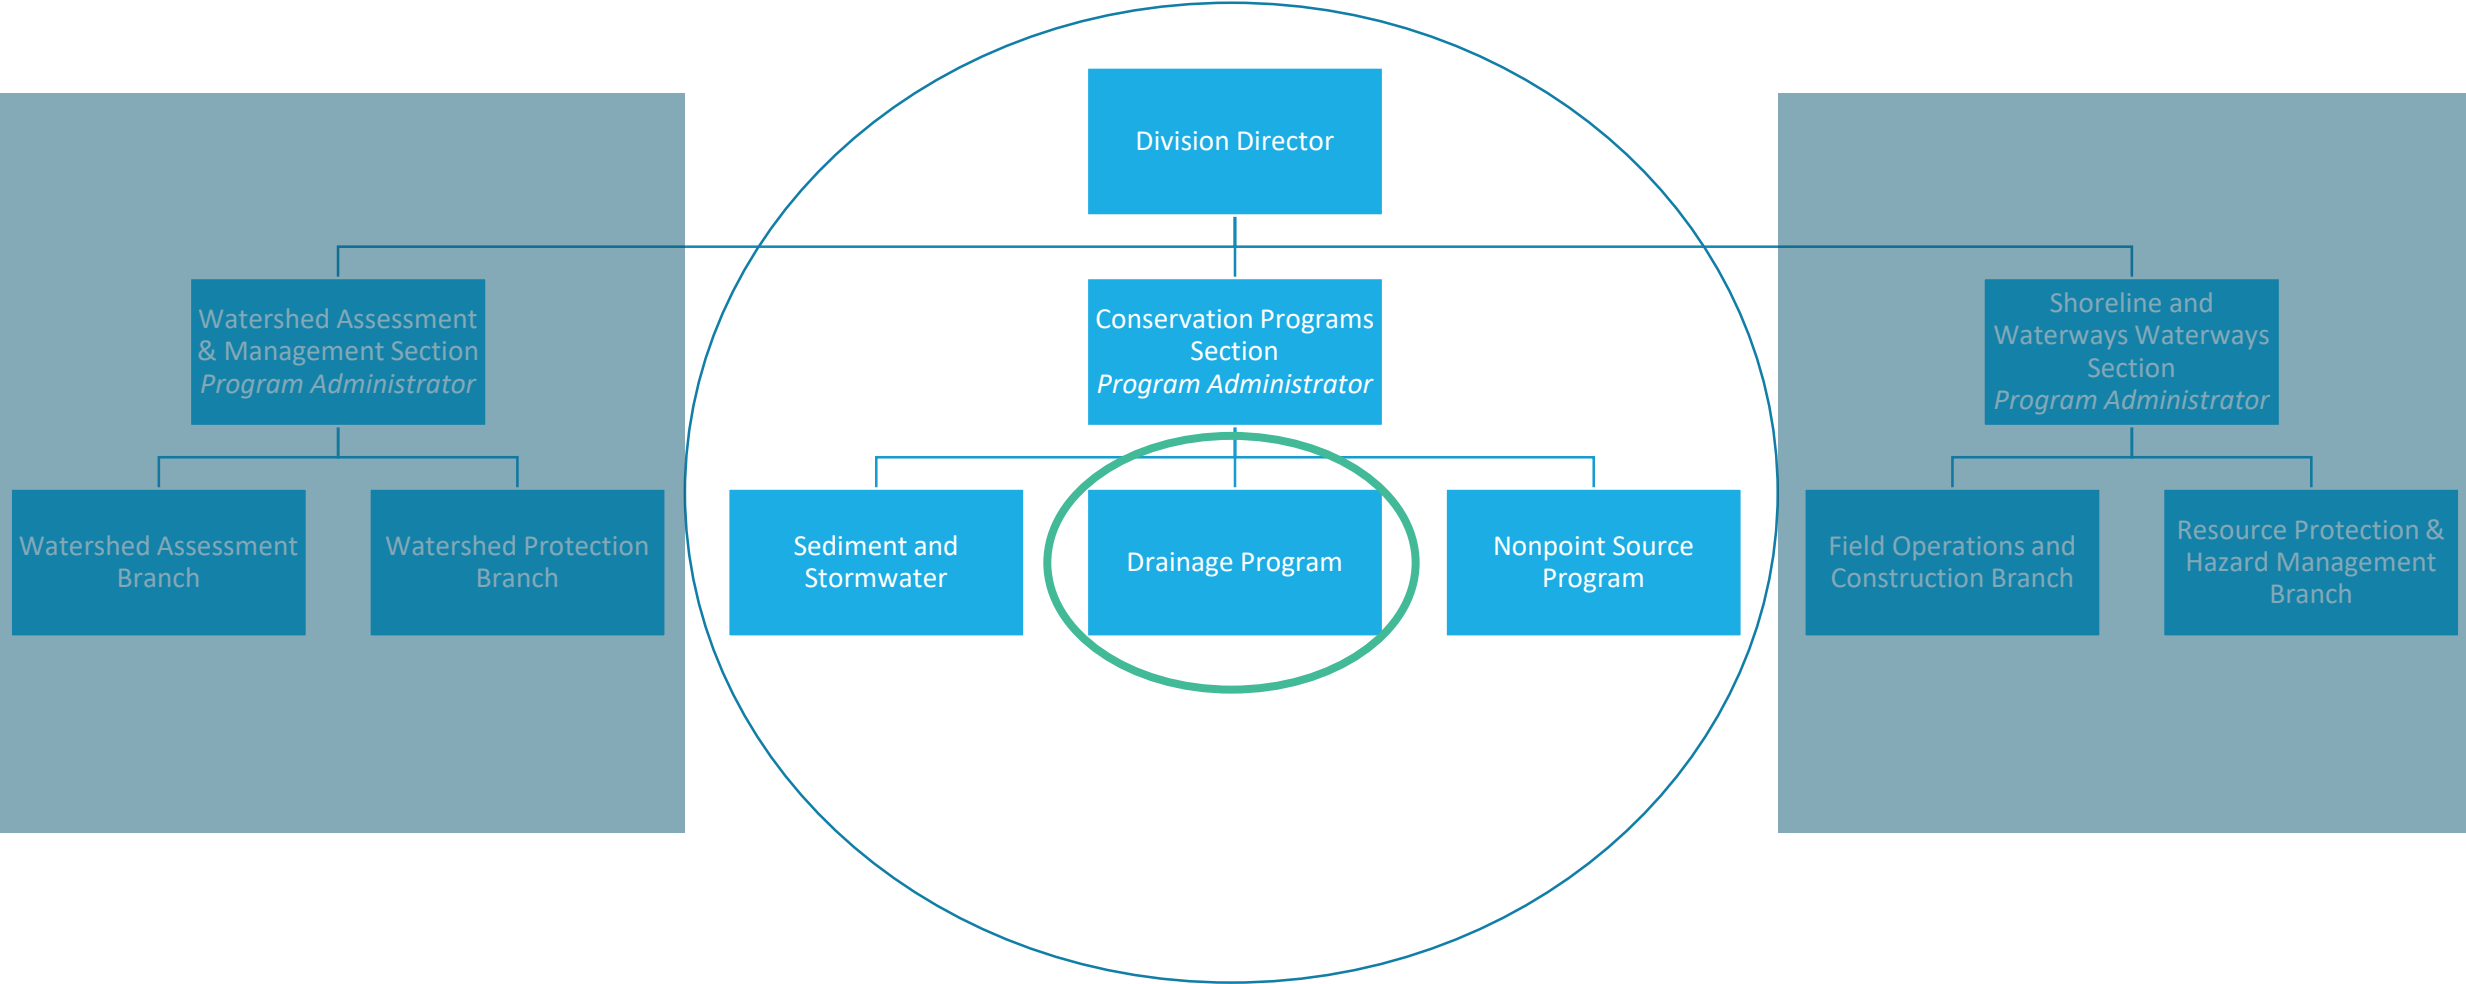 Division Director
Watershed Assessment
& Management Section
Program Administrator
Conservation Programs
Section
Program Administrator
Shoreline and
Waterways Waterways
Section
Program Administrator
Watershed Assessment
Branch
Watershed Protection
Branch
Sediment and
Stormwater
Drainage Program
Nonpoint Source
Program
Field Operations and
Construction Branch
Resource Protection &
Hazard Management
Branch